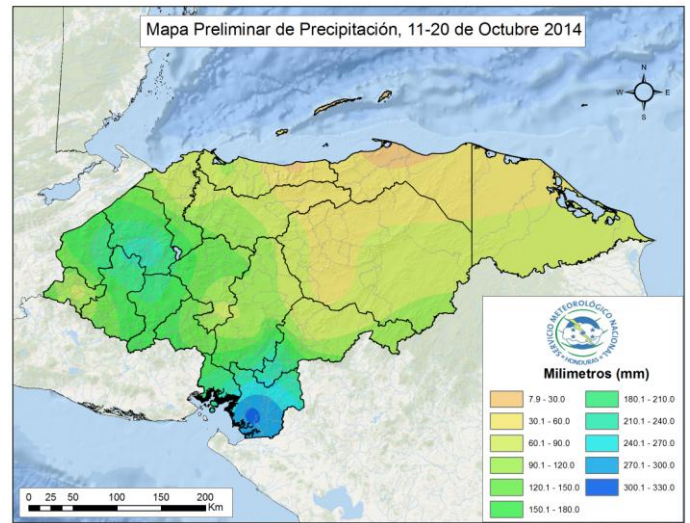 Mapa Preliminar de Precipitación, 11-20 de Octubre 2014
N
W E
S
SERVICIO METEOROLÓGICO NACIONAL
HONDURAS
Milimetros (mm)
7.9 - 30.0
30.1 - 60.0
60.1 - 90.0
90.1 - 120.0
120.1 - 150.0
150.1 - 180.0
180.1 - 210.0
210.1 - 240.0
240.1 - 270.0
270.1 - 300.0
300.1 - 330.0
0 25 50 100 150 200
Km